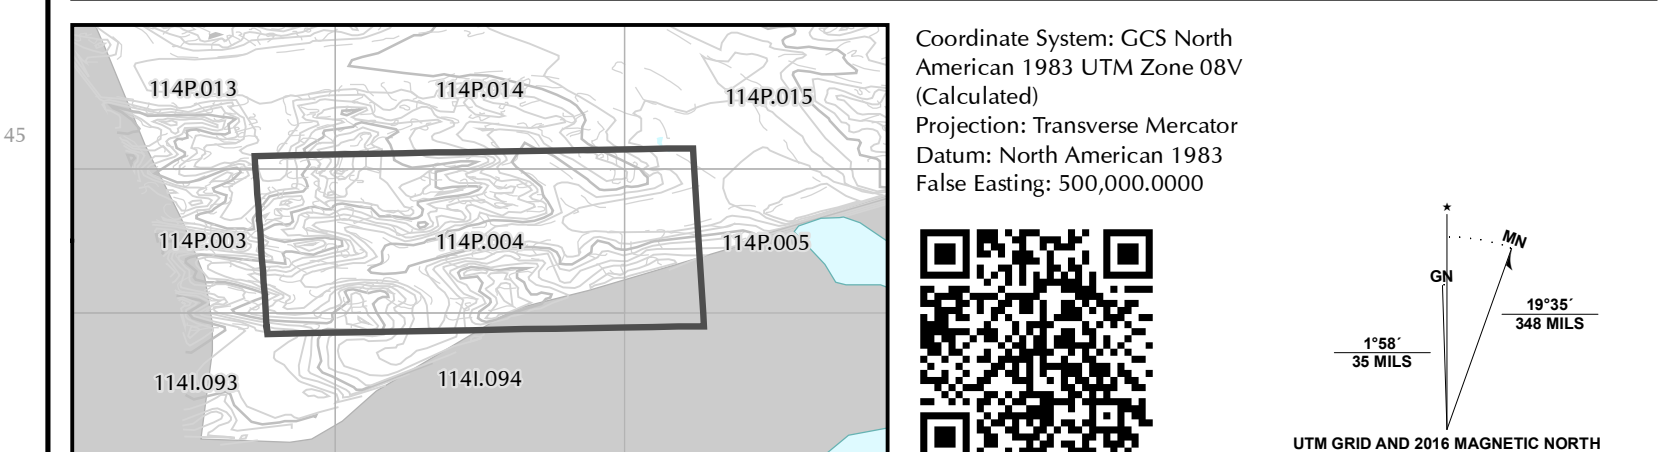 45
114P.013
114P.014
114P.015
114P.003
114P.004
114P.005
114I.093
114I.094
Coordinate System: GCS North
American 1983 UTM Zone 08V
(Calculated)
Projection: Transverse Mercator
Datum: North American 1983
False Easting: 500,000.0000
MN
GN
19°35´
348 MILS
1°58´
35 MILS
UTM GRID AND 2016 MAGNETIC NORTH